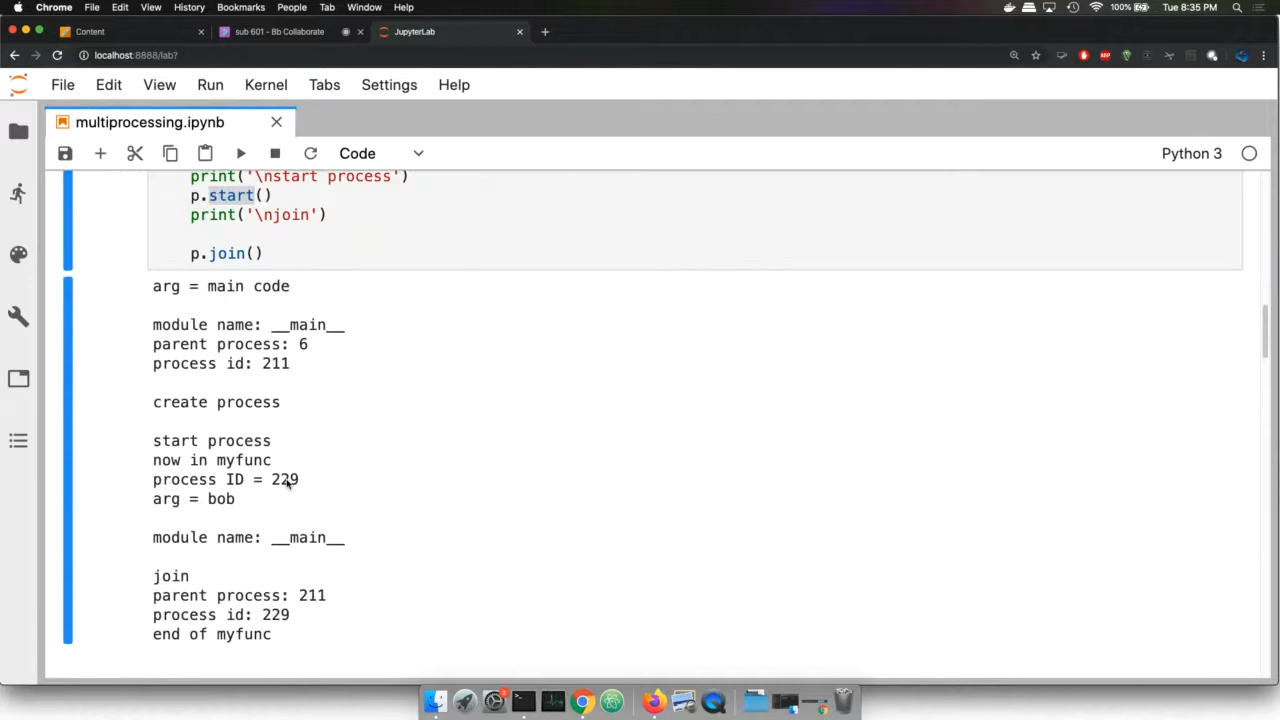 Chrome File Edit View History Bookmarks People Tab Window Help 100% Tue 8:35 PM
Content sub 601 - Bb Collaborate JupyterLab
localhost:8888/lab?
File Edit View Run Kernel Tabs Settings Help
multiprocessing.ipynb
Code Python 3
print('\nstart process')
p.start()
print('\njoin')
p.join()
arg = main code
module name: __main__
parent process: 6
process id: 211
create process
start process
now in myfunc
process ID = 229
arg = bob
module name: __main__
join
parent process: 211
process id: 229
end of myfunc